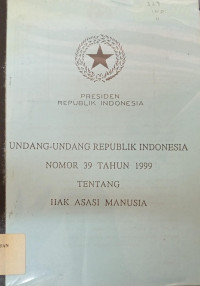 PRESIDEN
REPUBLIK INDONESIA
UNDANG-UNDANG REPUBLIK INDONESIA
NOMOR 39 TAHUN 1999
TENTANG
HAK ASASI MANUSIA